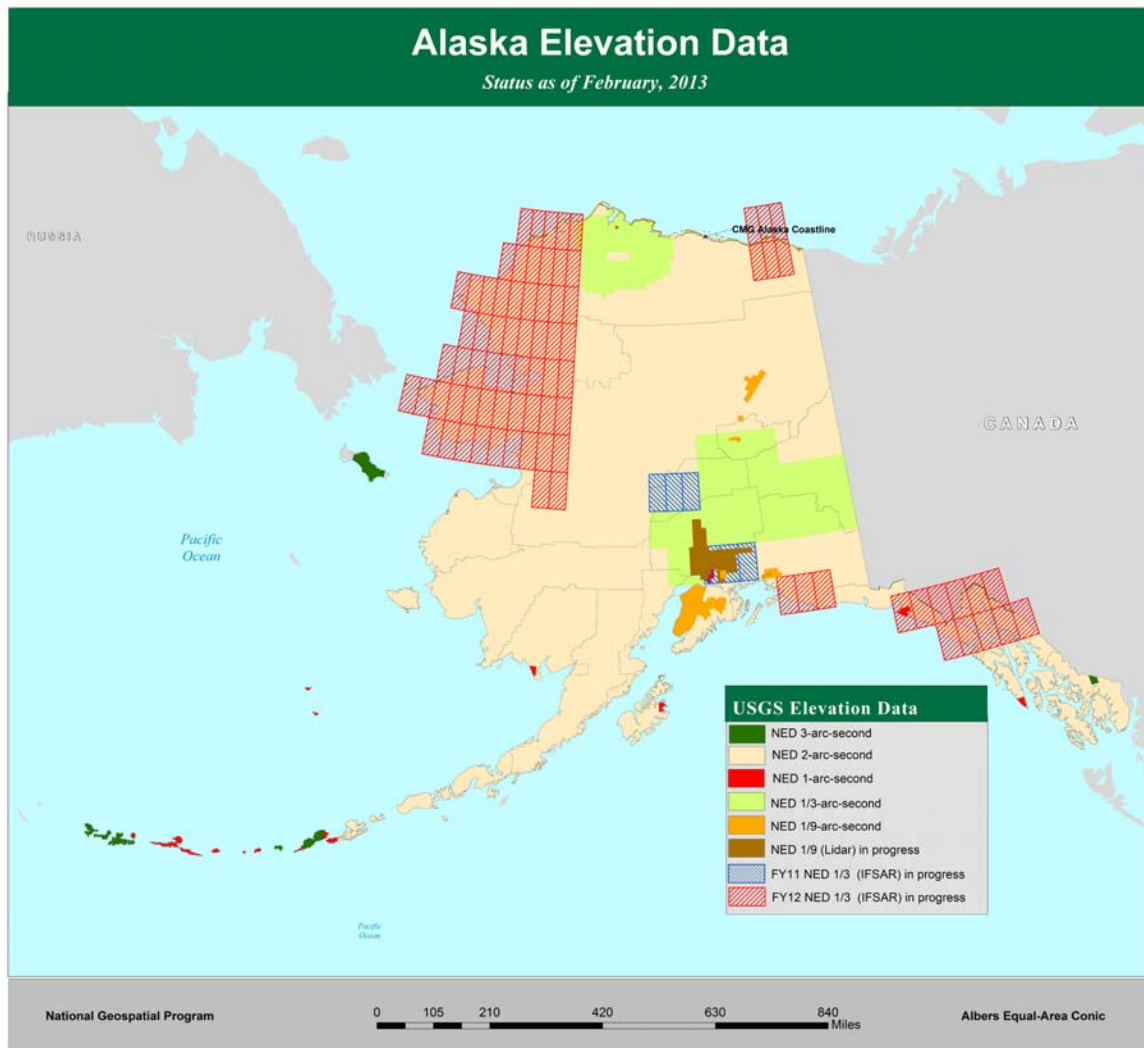 Alaska Elevation Data
Status as of February, 2013
RUSSIA
CMG Alaska Coastline
CANADA
Pacific
Ocean
USGS Elevation Data
NED 3-arc-second
NED 2-arc-second
NED 1-arc-second
NED 1/3-arc-second
NED 1/9-arc-second
NED 1/9 (Lidar) in progress
FY11 NED 1/3 (IFSAR) in progress
FY12 NED 1/3 (IFSAR) in progress
Pacific
Ocean
National Geospatial Program
0 105 210 420 630 840
Miles
Albers Equal-Area Conic